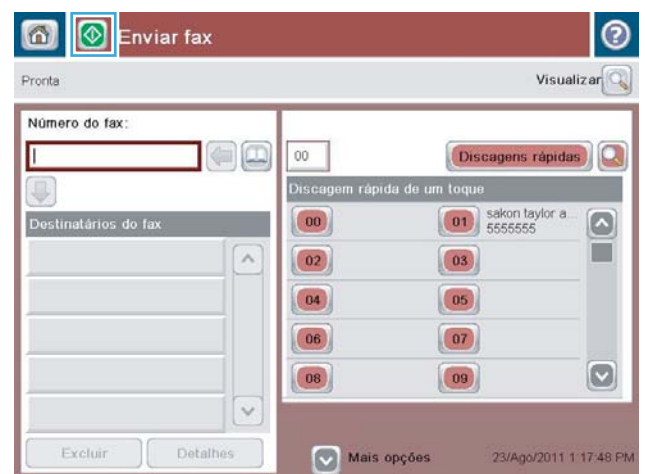 Enviar fax
?
Pronta
Visualizar
Número do fax:
00
Discagens rápidas
Discagem rápida de um toque
Destinatários do fax
00
01
sakon taylor a...
5555555
02
03
04
05
06
07
08
09
Excluir
Detalhes
Mais opções
23/Ago/2011 1:17:48 PM